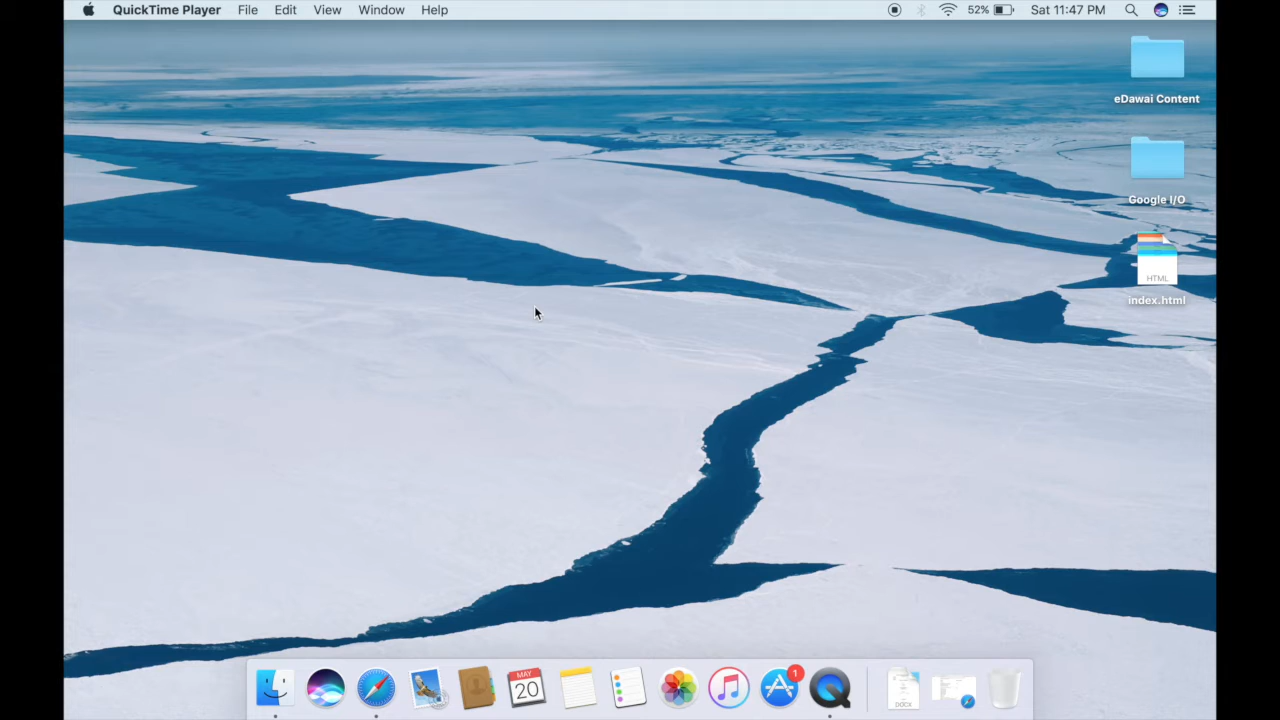 QuickTime Player File Edit View Window Help 52% Sat 11:47 PM
eDawai Content
Google I/O
HTML
index.html
MAY
20
1
DOCX